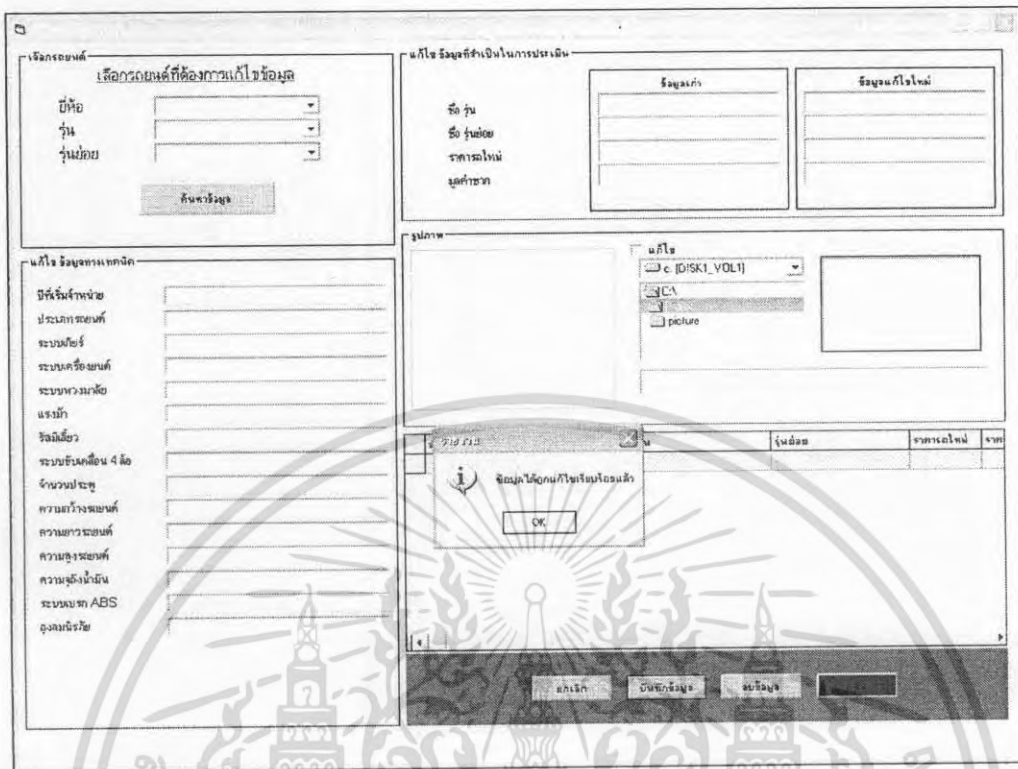 เลือกรถยนต์
เลือกรถยนต์ที่ต้องการแก้ไขข้อมูล
ยี่ห้อ
รุ่น
รุ่นย่อย
ค้นหาข้อมูล
แก้ไข ข้อมูลที่จำเป็นในการประเมิน
ข้อมูลเก่า
ข้อมูลแก้ไขใหม่
ชื่อ รุ่น
ชื่อ รุ่นย่อย
ราคารถใหม่
มูลค่าซาก
แก้ไข ข้อมูลทางเทคนิค
ปีที่เริ่มจำหน่าย
ประเภทรถยนต์
ระบบเกียร์
ระบบเครื่องยนต์
ระบบพวงมาลัย
แรงม้า
รัศมีเลี้ยว
ระบบขับเคลื่อน 4 ล้อ
จำนวนประตู
ความกว้างรถยนต์
ความยาวรถยนต์
ความสูงรถยนต์
ความจุถังน้ำมัน
ระบบเบรก ABS
ถุงลมนิรภัย
รูปภาพ
แก้ไข
c: [DISK1_VOL1]
C:\
picture
รุ่นย่อย
ราคารถใหม่
ราค
ข้อมูลได้ถูกแก้ไขเรียบร้อยแล้ว
OK
ยกเลิก
บันทึกข้อมูล
ลบข้อมูล